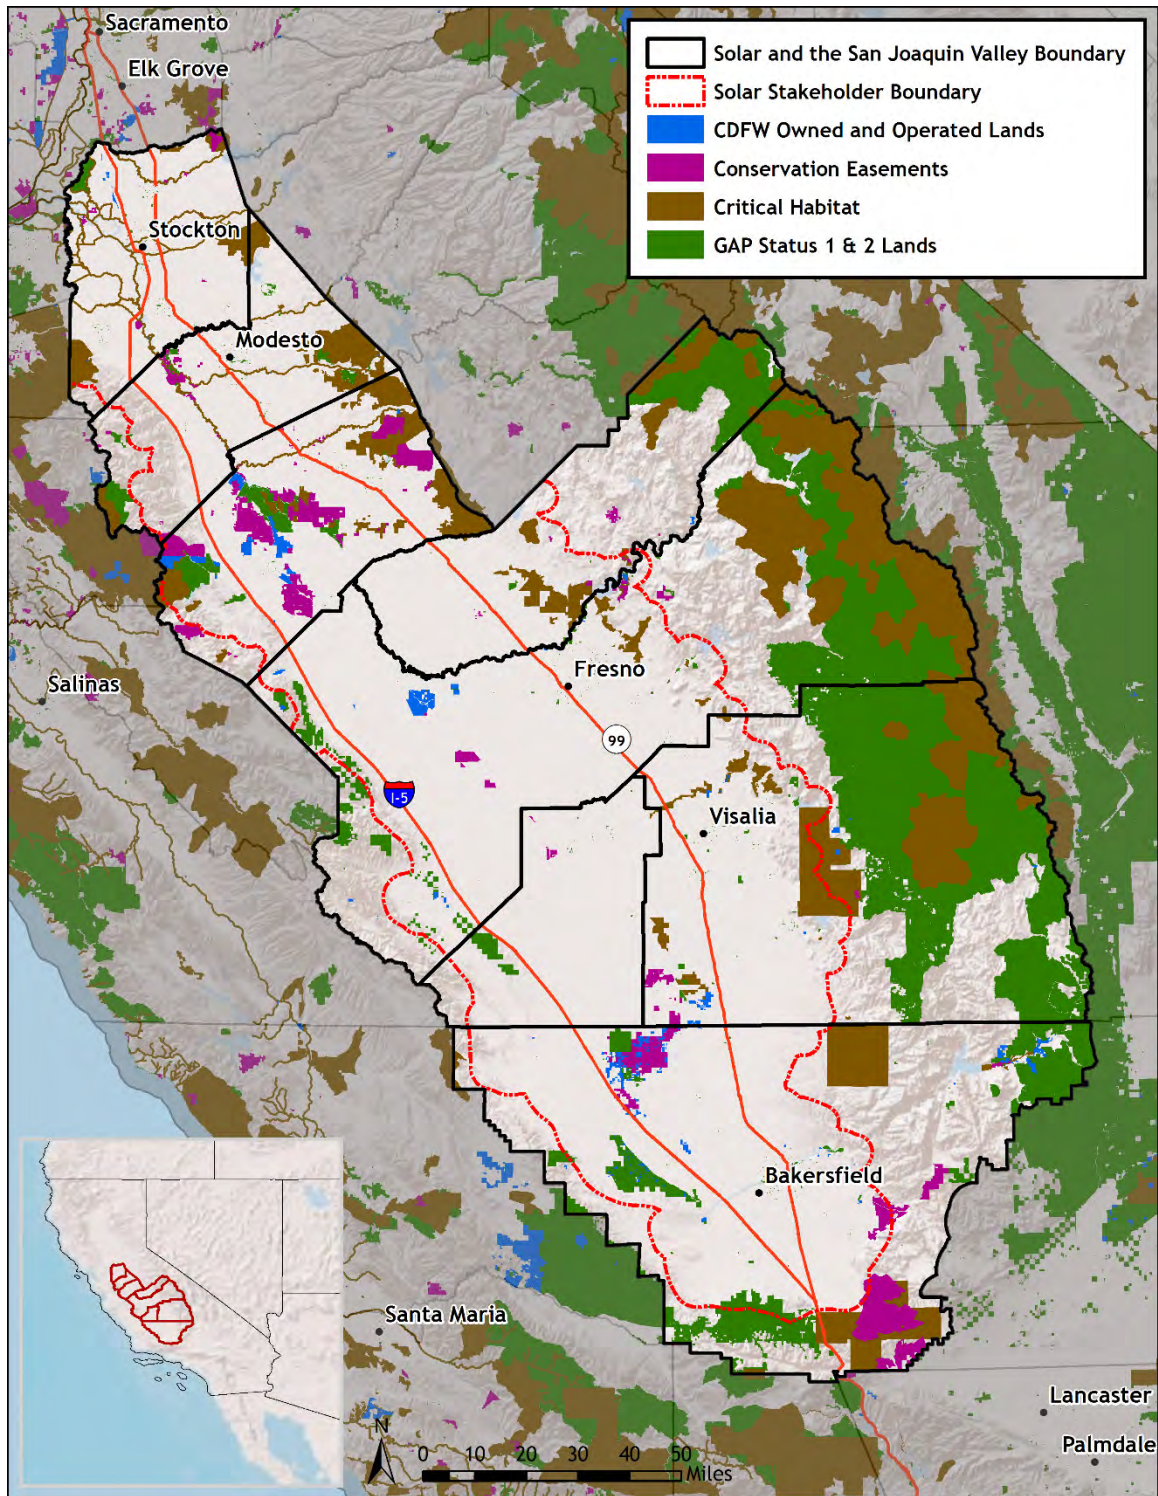 Sacramento
Elk Grove
Solar and the San Joaquin Valley Boundary
Solar Stakeholder Boundary
CDFW Owned and Operated Lands
Conservation Easements
Critical Habitat
GAP Status 1 & 2 Lands
Stockton
Modesto
Salinas
Fresno
99
I-5
Visalia
Bakersfield
Santa Maria
Lancaster
Palmdale
N
0 10 20 30 40 50
Miles